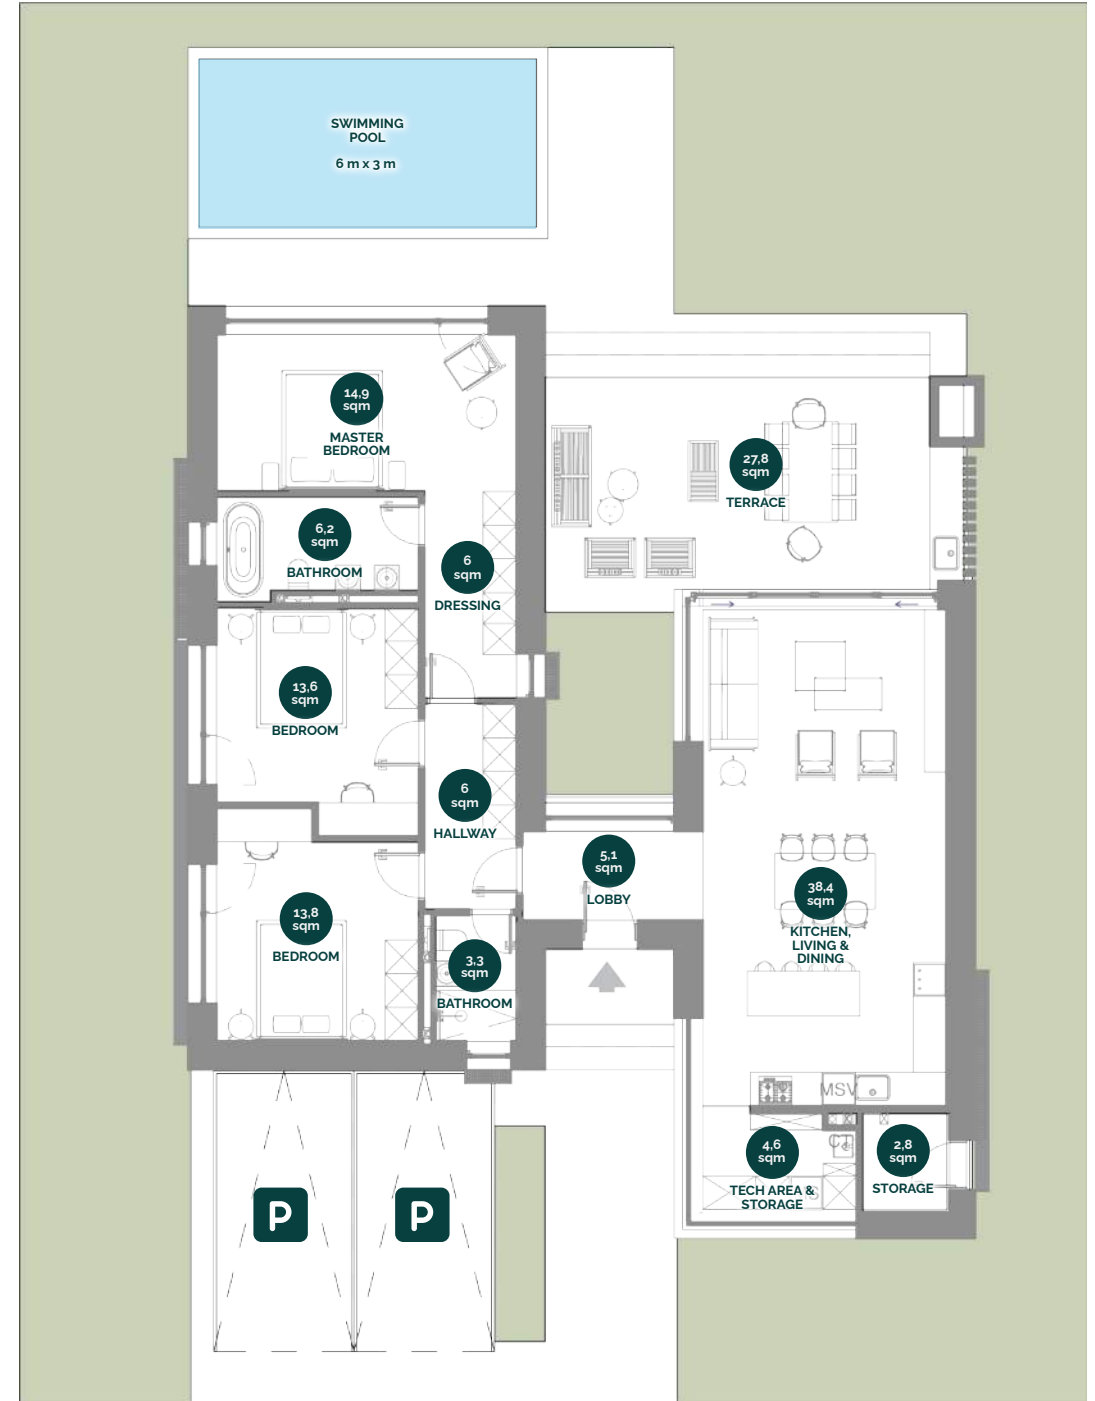 SWIMMING
POOL
6 m x 3 m
14,9
sqm
MASTER
BEDROOM
27,8
sqm
TERRACE
6,2
sqm
BATHROOM
6
sqm
DRESSING
13,6
sqm
BEDROOM
6
sqm
HALLWAY
5,1
sqm
LOBBY
38,4
sqm
KITCHEN,
LIVING &
DINING
13,8
sqm
BEDROOM
3,3
sqm
BATHROOM
MSV
4,6
sqm
TECH AREA &
STORAGE
2,8
sqm
STORAGE
P
P